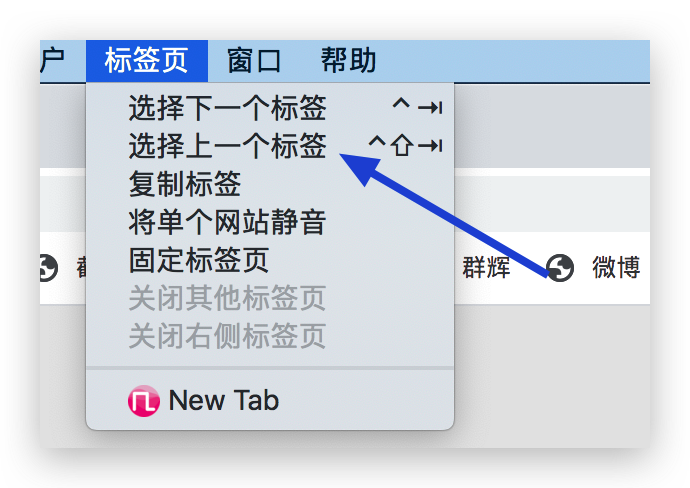 户 标签页 窗口 帮助
选择下一个标签 ⌃⇥
选择上一个标签 ⌃⇧⇥
复制标签
将单个网站静音
固定标签页
群辉 微博
关闭其他标签页
关闭右侧标签页
New Tab